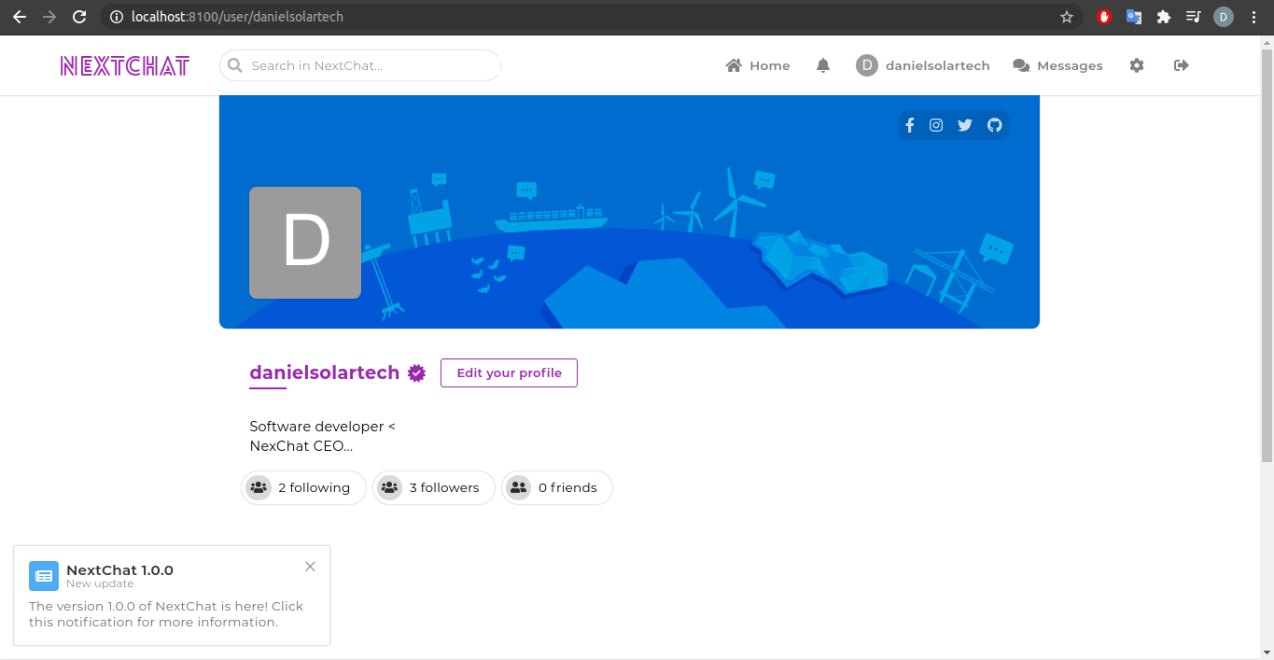 localhost:8100/user/danielsolartech
D
NEXTCHAT
Search in NextChat...
Home
D danielsolartech
Messages
D
danielsolartech
Edit your profile
Software developer <
NexChat CEO...
2 following
3 followers
0 friends
NextChat 1.0.0
New update
The version 1.0.0 of NextChat is here! Click
this notification for more information.